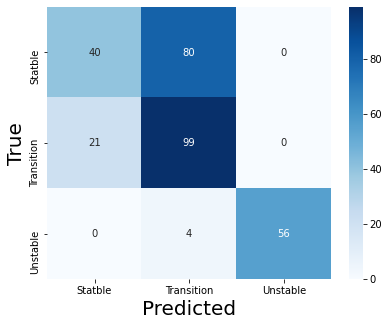 Statble 40 80 0
Transition 21 99 0
Unstable 0 4 56
Statble Transition Unstable
True
Predicted
80
60
40
20
0